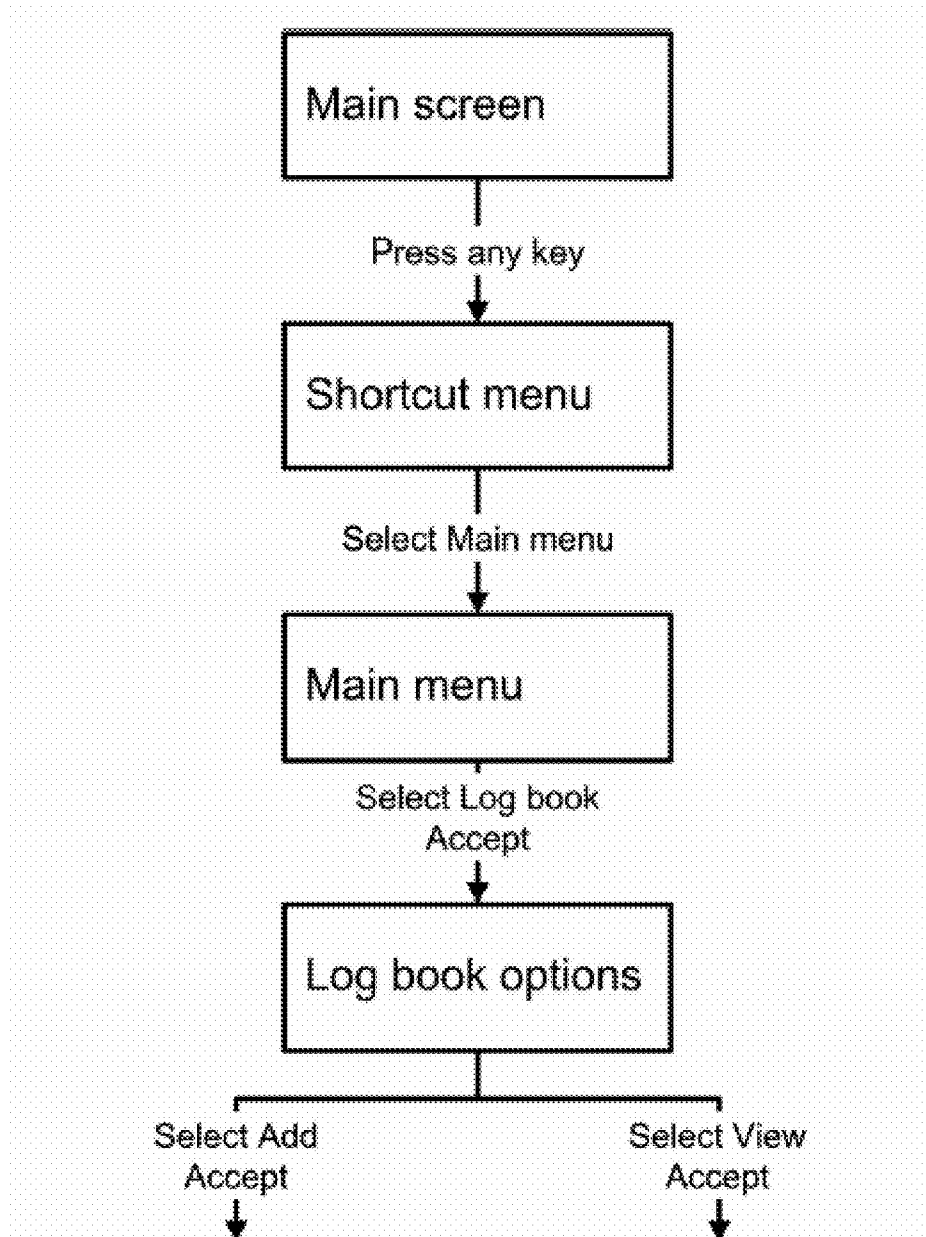 Main screen
Press any key
Shortcut menu
Select Main menu
Main menu
Select Log book
Accept
Log book options
Select Add
Accept
Select View
Accept